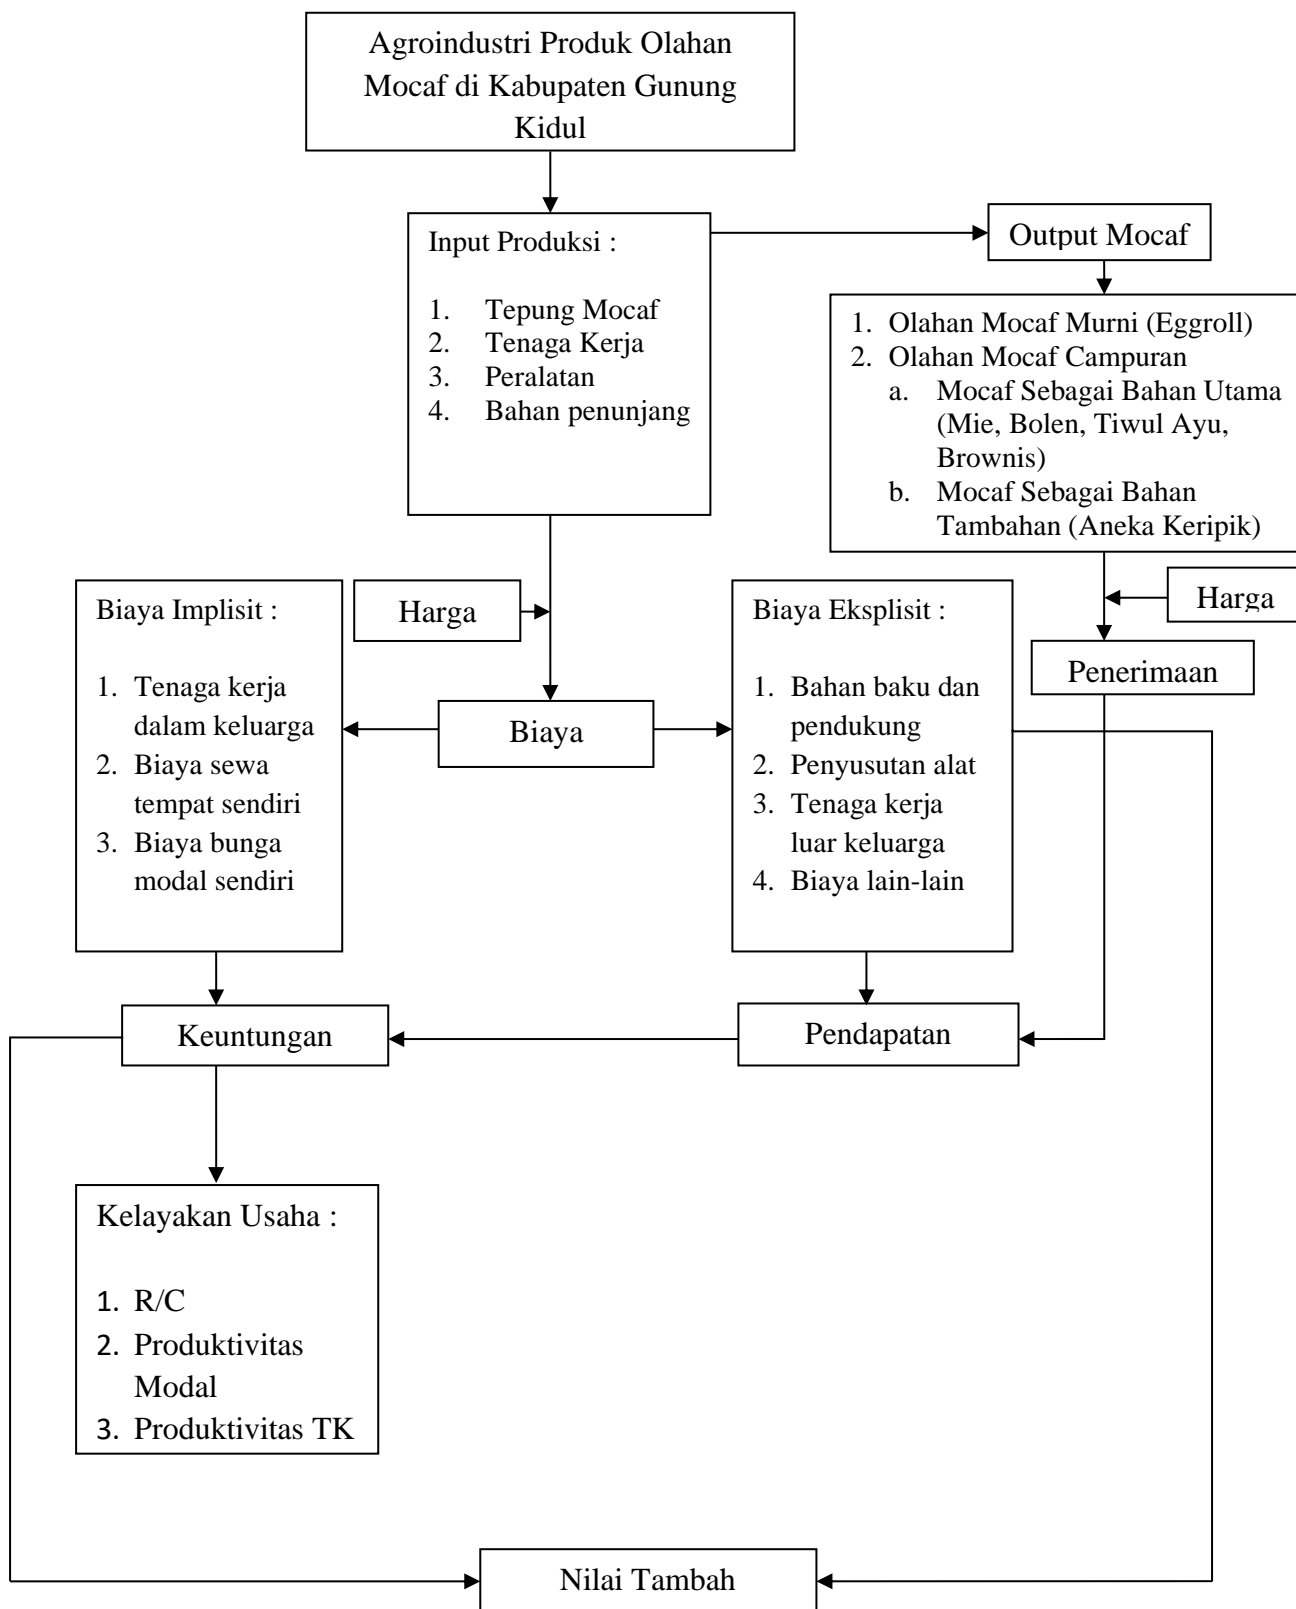 Agroindustri Produk Olahan
Mocaf di Kabupaten Gunung
Kidul
Input Produksi :
1. Tepung Mocaf
2. Tenaga Kerja
3. Peralatan
4. Bahan penunjang
Output Mocaf
1. Olahan Mocaf Murni (Eggroll)
2. Olahan Mocaf Campuran
a. Mocaf Sebagai Bahan Utama
(Mie, Bolen, Tiwul Ayu,
Brownis)
b. Mocaf Sebagai Bahan
Tambahan (Aneka Keripik)
Biaya Implisit :
1. Tenaga kerja
dalam keluarga
2. Biaya sewa
tempat sendiri
3. Biaya bunga
modal sendiri
Harga
Biaya
Biaya Eksplisit :
1. Bahan baku dan
pendukung
2. Penyusutan alat
3. Tenaga kerja
luar keluarga
4. Biaya lain-lain
Harga
Penerimaan
Keuntungan
Pendapatan
Kelayakan Usaha :
1. R/C
2. Produktivitas
Modal
3. Produktivitas TK
Nilai Tambah